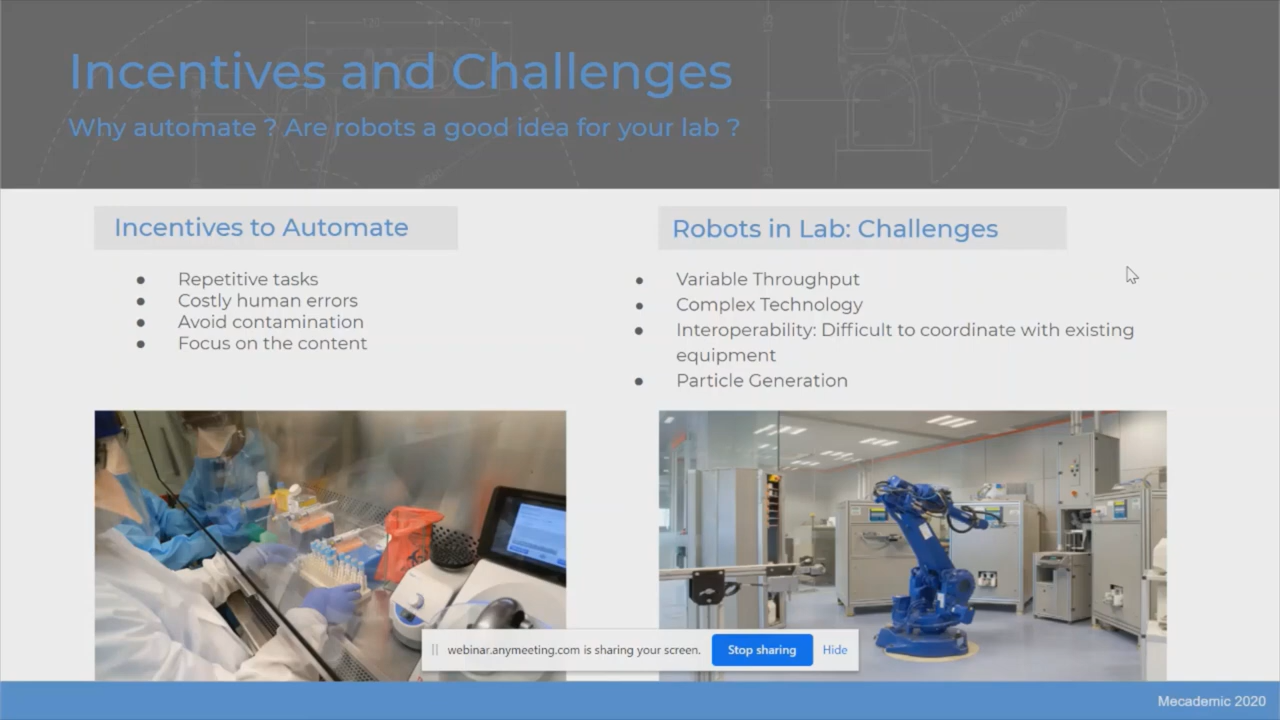 Incentives and Challenges
Why automate ? Are robots a good idea for your lab ?
Incentives to Automate
● Repetitive tasks
● Costly human errors
● Avoid contamination
● Focus on the content
Robots in Lab: Challenges
● Variable Throughput
● Complex Technology
● Interoperability: Difficult to coordinate with existing
equipment
● Particle Generation
webinar.anymeeting.com is sharing your screen.
Stop sharing
Hide
Mecademic 2020